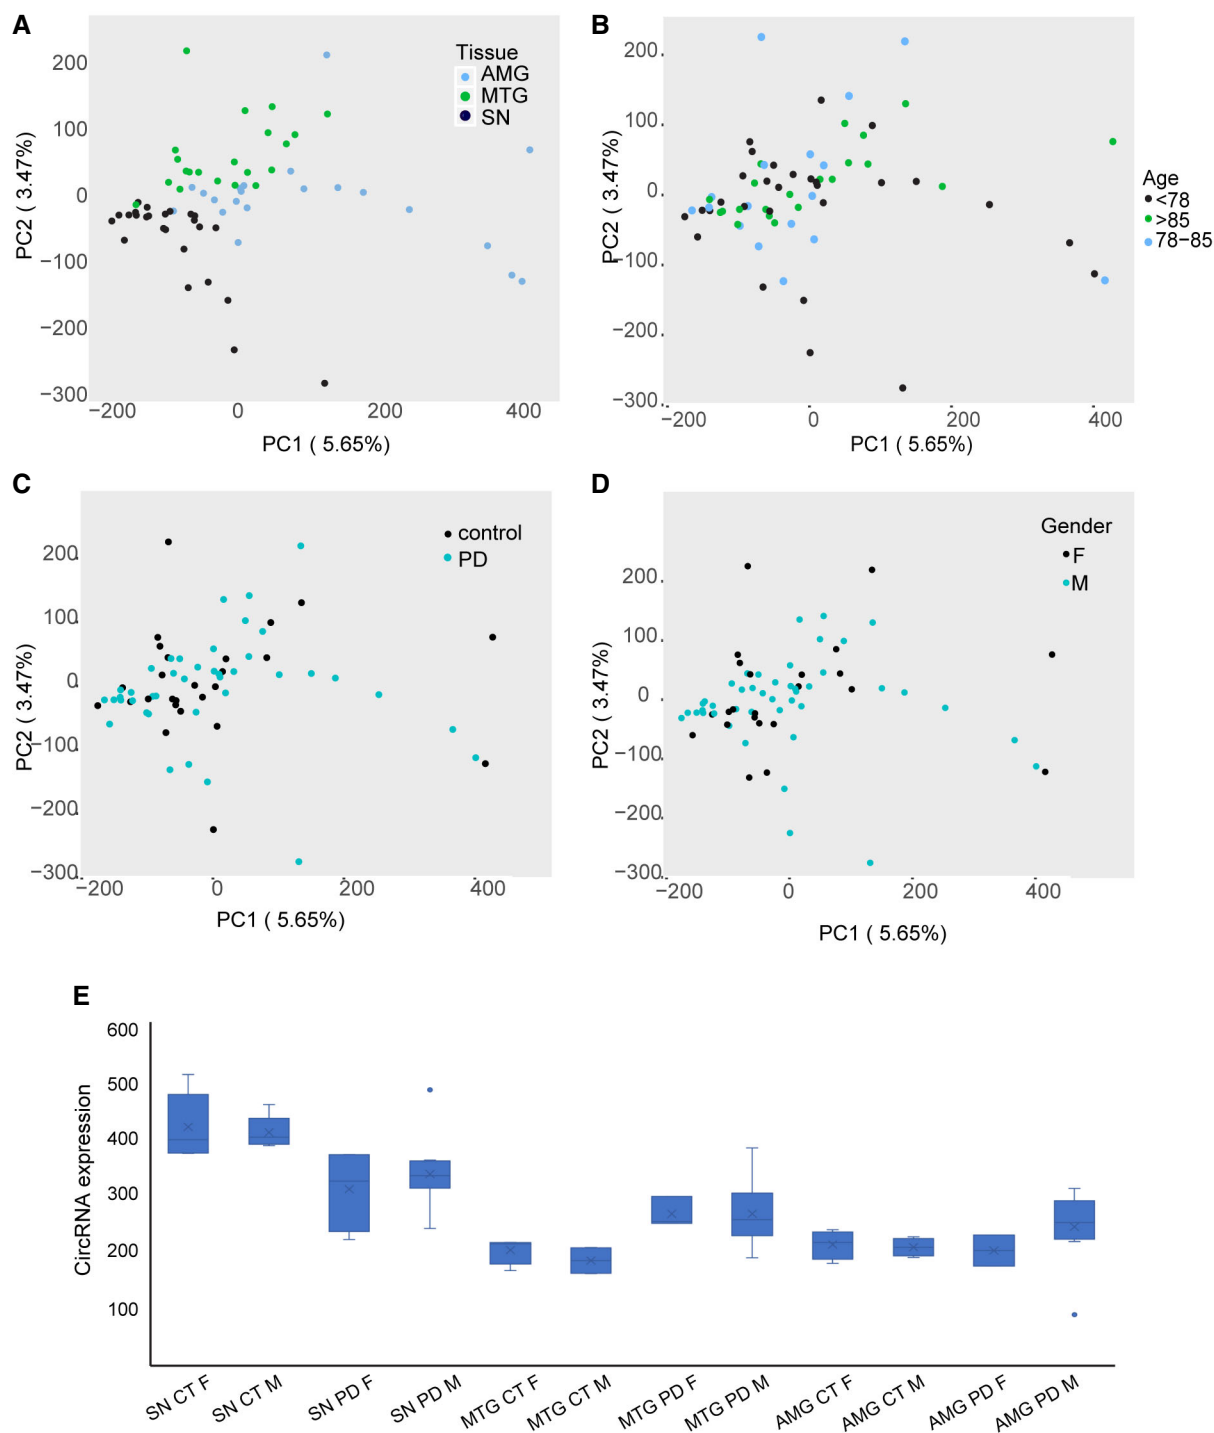 A
Tissue
AMG
MTG
SN
200
100
0
−100
−200
−300
PC2 ( 3.47%)
−200
0
200
400
PC1 ( 5.65%)
B
200
100
0
−100
−200
−300
PC2 ( 3.47%)
Age
<78
>85
78−85
−200
0
200
400
PC1 ( 5.65%)
C
control
PD
200
100
0
−100
−200
−300
PC2 ( 3.47%)
−200
0
200
400
PC1 ( 5.65%)
D
Gender
F
M
200
100
0
−100
−200
−300
PC2 ( 3.47%)
−200
0
200
400
PC1 ( 5.65%)
E
600
500
400
300
200
100
CircRNA expression
SN CT F
SN CT M
SN PD F
SN PD M
MTG CT F
MTG CT M
MTG PD F
MTG PD M
AMG CT F
AMG CT M
AMG PD F
AMG PD M